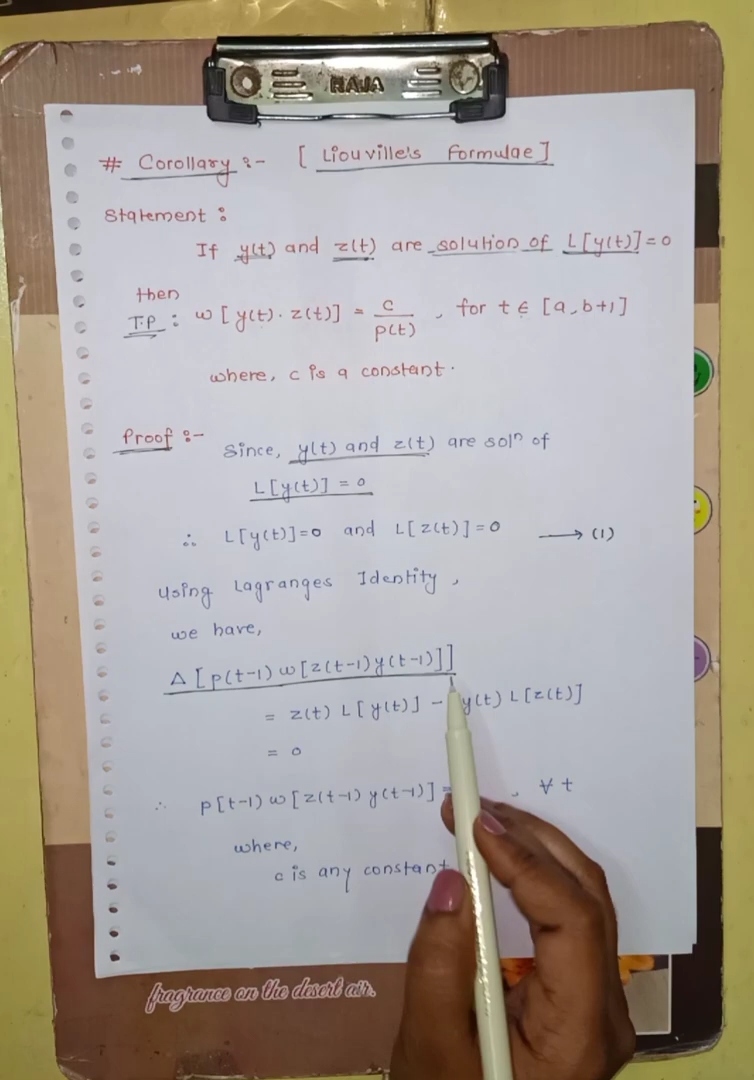 RAJA
# Corollary :- [ Liouville's Formulae ]
Statement :
If y(t) and z(t) are solution of L[y(t)] = 0
then
T.P : w [ y(t) . z(t)] = c / p(t) , for t ∈ [a, b+1]
where, c is a constant.
Proof :-
Since, y(t) and z(t) are solⁿ of
L[y(t)] = 0
∴ L[y(t)] = 0 and L[z(t)] = 0 ⟶ (1)
Using Lagranges Identity,
we have,
Δ [p(t-1) w[z(t-1) y(t-1)]]
= z(t) L[y(t)] - y(t) L[z(t)]
= 0
∴ p[t-1) w[z(t-1) y(t-1)] = , ∀ t
where,
c is any constant
fragrance on the desert air.